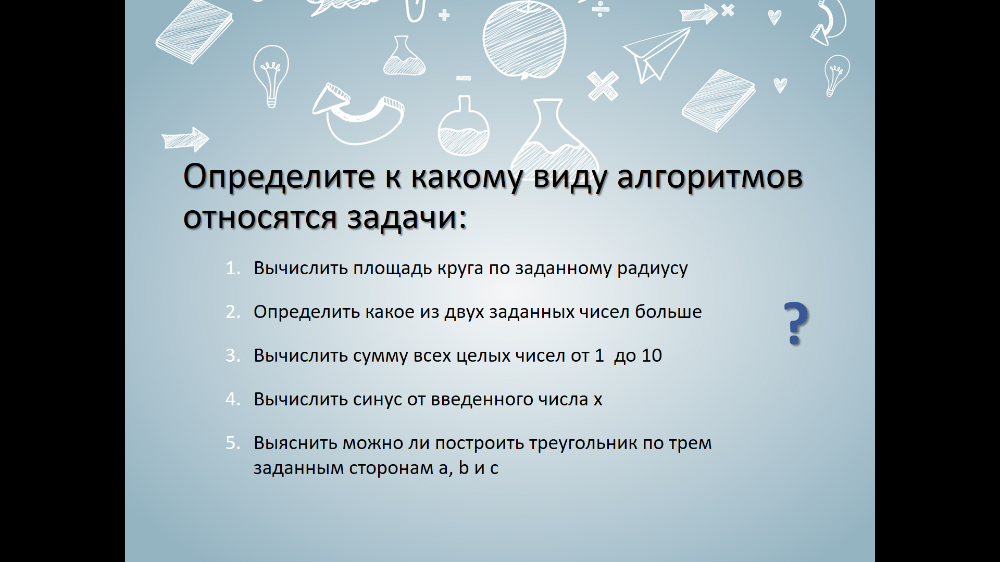 Определите к какому виду алгоритмов
относятся задачи:
1. Вычислить площадь круга по заданному радиусу
2. Определить какое из двух заданных чисел больше
?
3. Вычислить сумму всех целых чисел от 1  до 10
4. Вычислить синус от введенного числа x
5. Выяснить можно ли построить треугольник по трем
заданным сторонам a, b и c